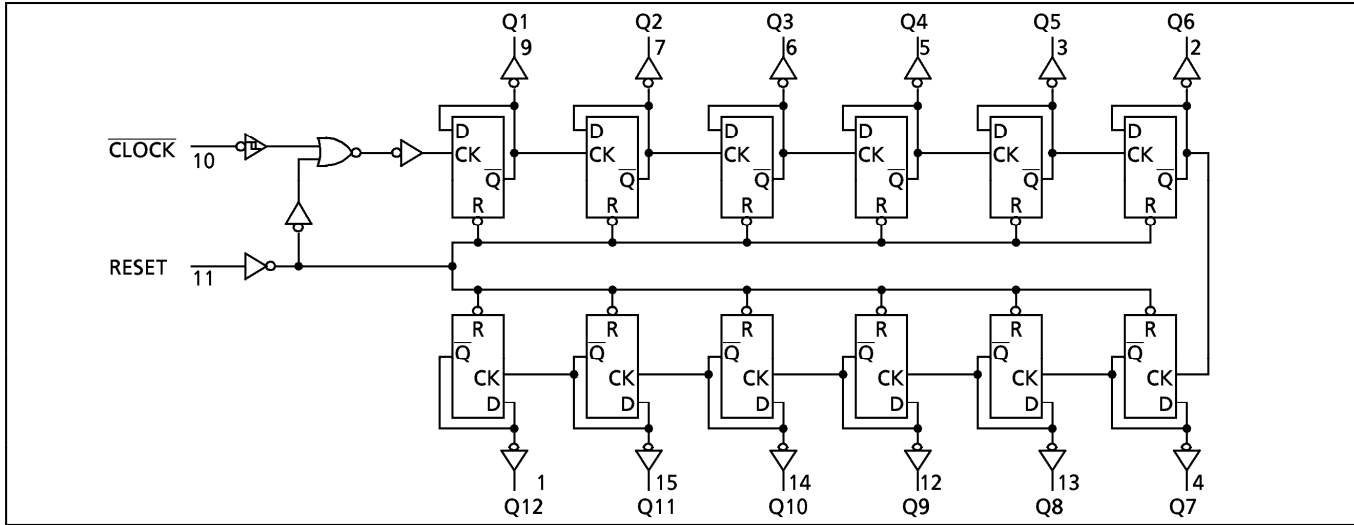 Q1 Q2 Q3 Q4 Q5 Q6
9 7 6 5 3 2
D D D D D D
CLOCK
10
CK CK CK CK CK CK
Q Q Q Q Q Q
R R R R R R
RESET
11
R R R R R R
Q Q Q Q Q Q
CK CK CK CK CK CK
D D D D D D
1 15 14 12 13 4
Q12 Q11 Q10 Q9 Q8 Q7